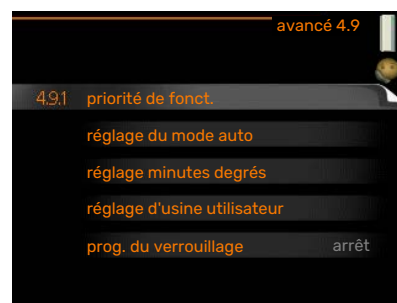 avancé 4.9
4.9.1 priorité de fonct.
réglage du mode auto
réglage minutes degrés
réglage d'usine utilisateur
prog. du verrouillage arrêt